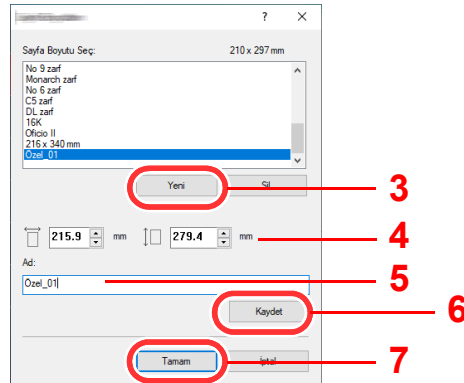 ?
Sayfa Boyutu Seç: 210 x 297 mm
No 9 zarf
Monarch zarf
No 6 zarf
C5 zarf
DL zarf
16K
Oficio II
216 x 340 mm
Özel_01
Yeni Sil 3
215.9 mm 279.4 mm 4
Ad:
Özel_01 5
Kaydet 6
Tamam İptal 7